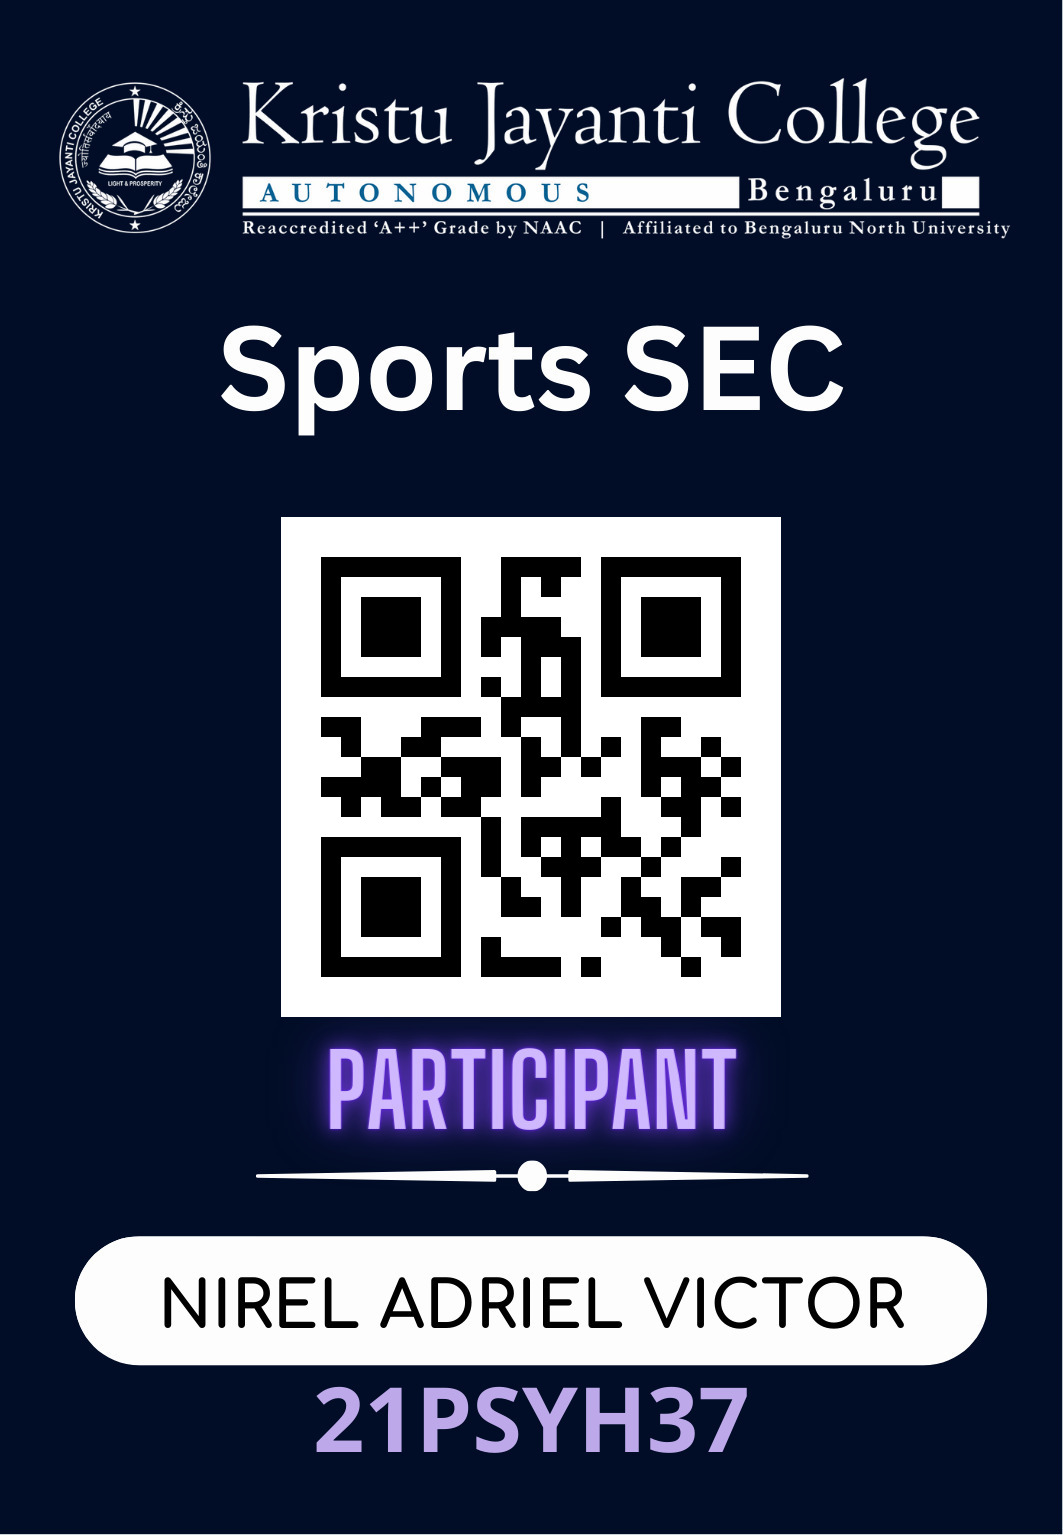 Kristu Jayanti College
AUTONOMOUS Bengaluru
Reaccredited ‘A++’ Grade by NAAC | Affiliated to Bengaluru North University
KRISTU JAYANTI COLLEGE
LIGHT & PROSPERITY
Sports SEC
PARTICIPANT
NIREL ADRIEL VICTOR
21PSYH37